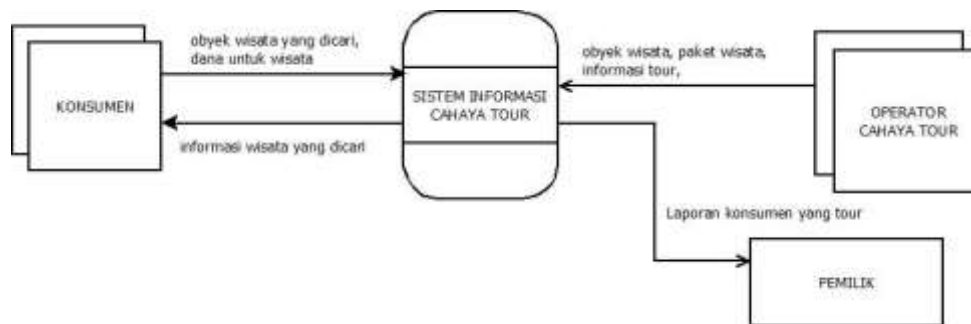 obyek wisata yang dicari,
dana untuk wisata
KONSUMEN
informasi wisata yang dicari
SISTEM INFORMASI
CAHAYA TOUR
obyek wisata, paket wisata,
informasi tour,
OPERATOR
CAHAYA TOUR
Laporan konsumen yang tour
PEMILIK